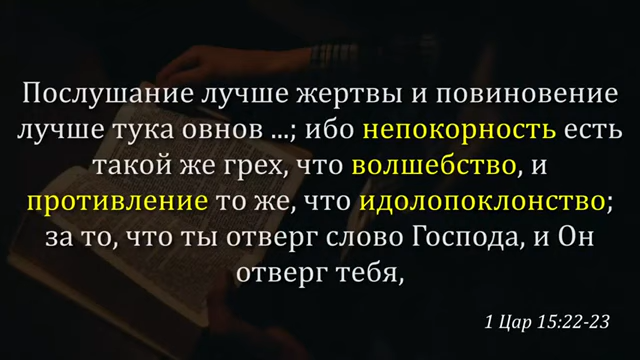 Послушание лучше жертвы и повиновение
лучше тука овнов ...; ибо непокорность есть
такой же грех, что волшебство, и
противление то же, что идолопоклонство;
за то, что ты отверг слово Господа, и Он
отверг тебя,
1 Цар 15:22-23